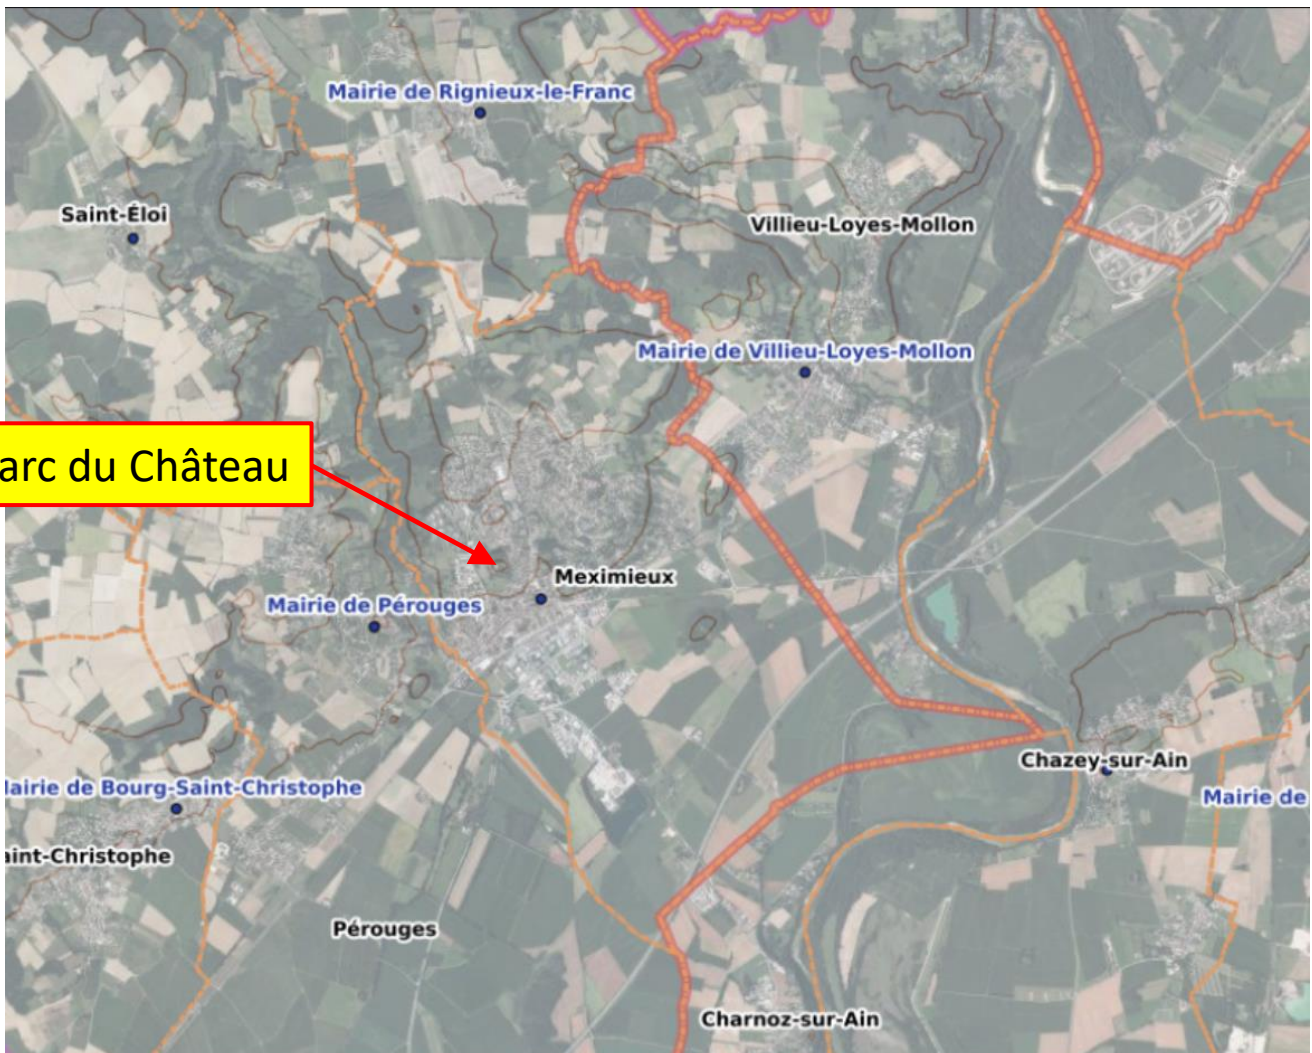 Mairie de Rignieux-le-Franc
Saint-Éloi
Villieu-Loyes-Mollon
Mairie de Villieu-Loyes-Mollon
arc du Château
Meximieux
Mairie de Pérouges
Chazey-sur-Ain
airie de Bourg-Saint-Christophe
Mairie de
aint-Christophe
Pérouges
Charnoz-sur-Ain